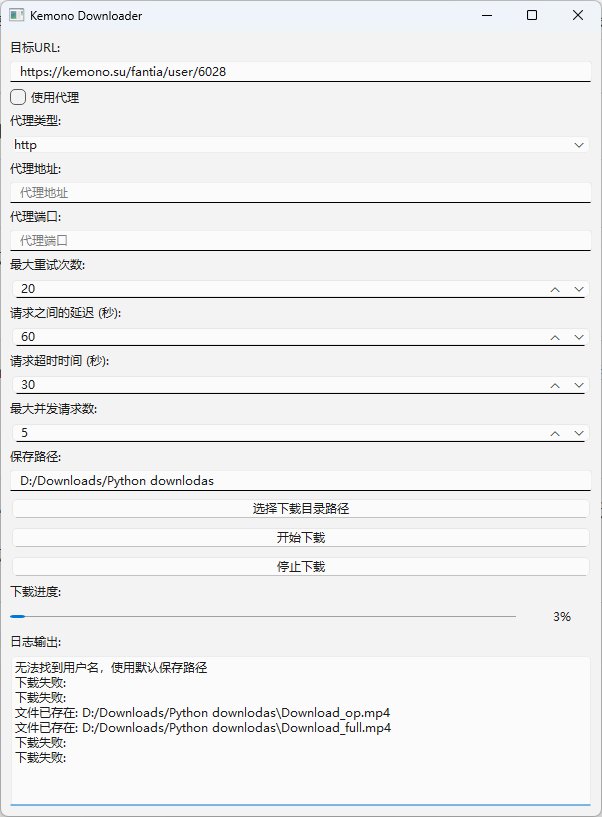 Kemono Downloader
目标URL:
https://kemono.su/fantia/user/6028
使用代理
代理类型:
http
代理地址:
代理地址
代理端口:
代理端口
最大重试次数:
20
请求之间的延迟 (秒):
60
请求超时时间 (秒):
30
最大并发请求数:
5
保存路径:
D:/Downloads/Python downlodas
选择下载目录路径
开始下载
停止下载
下载进度:
3%
日志输出:
无法找到用户名，使用默认保存路径
下载失败:
下载失败:
文件已存在: D:/Downloads/Python downlodas\Download_op.mp4
文件已存在: D:/Downloads/Python downlodas\Download_full.mp4
下载失败:
下载失败: